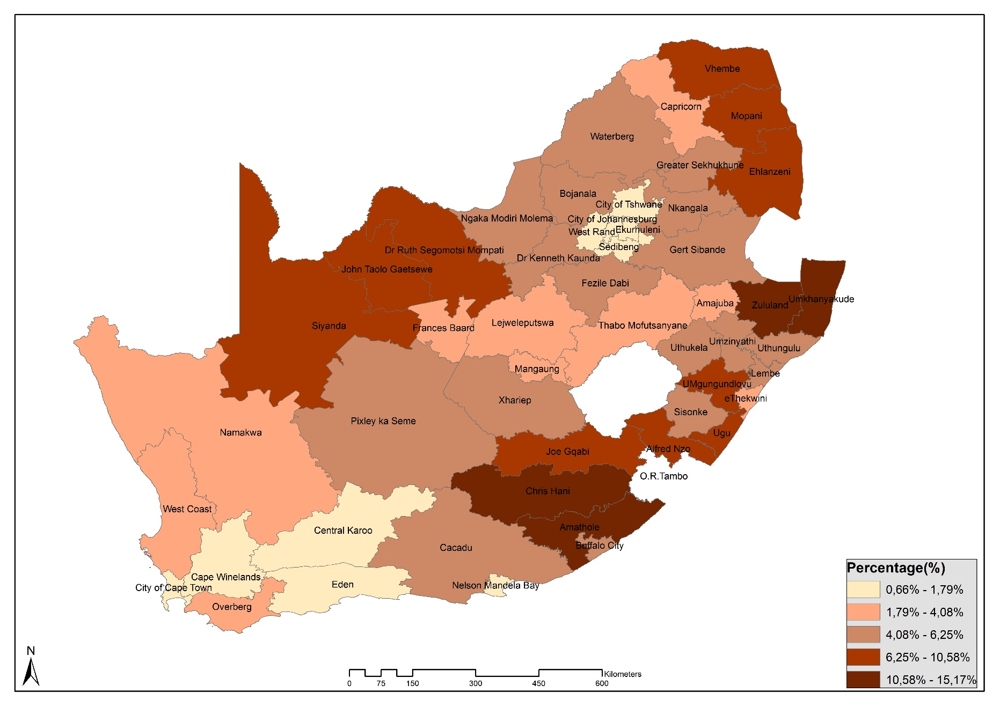 Vhembe
Capricorn
Mopani
Waterberg
Greater Sekhukhune
Ehlanzeni
Bojanala
City of Tshwane
Nkangala
Ngaka Modiri Molema
City of Johannesburg
West Rand
Ekurhuleni
Sedibeng
Gert Sibande
Dr Ruth Segomotsi Mompati
Dr Kenneth Kaunda
John Taolo Gaetsewe
Fezile Dabi
Umkhanyakude
Amajuba
Zululand
Siyanda
Frances Baard
Lejweleputswa
Thabo Mofutsanyane
Umzinyathi
Uthukela
Uthungulu
Mangaung
iLembe
UMgungundlovu
Xhariep
eThekwini
Sisonke
Pixley ka Seme
Namakwa
Ugu
Joe Gqabi
Alfred Nzo
O.R.Tambo
Chris Hani
West Coast
Central Karoo
Amathole
Cacadu
Buffalo City
Cape Winelands
Eden
Nelson Mandela Bay
City of Cape Town
Overberg
Percentage(%)
0,66% - 1,79%
1,79% - 4,08%
4,08% - 6,25%
6,25% - 10,58%
10,58% - 15,17%
N
Kilometers
0 75 150 300 450 600